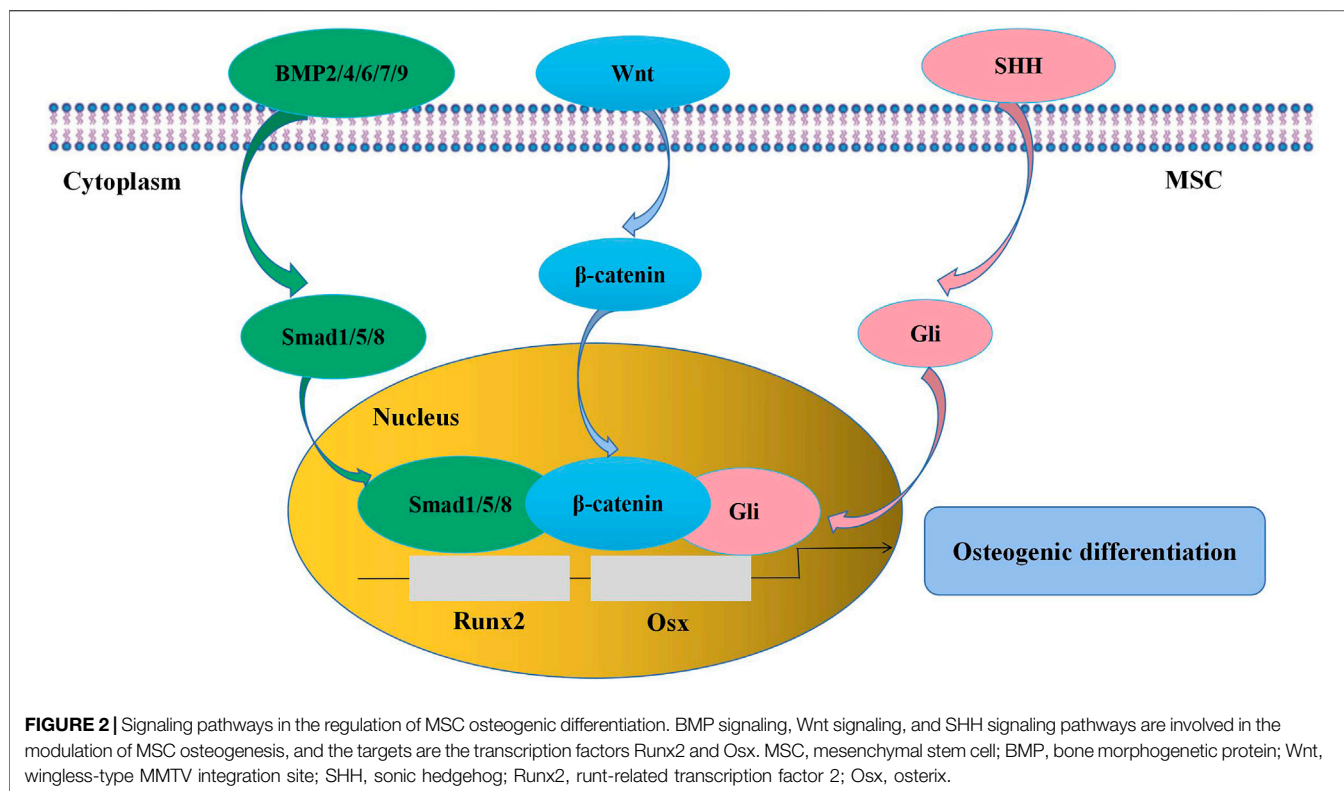 BMP2/4/6/7/9
Wnt
SHH
Cytoplasm
MSC
β-catenin
Smad1/5/8
Gli
Nucleus
Smad1/5/8
β-catenin
Gli
Osteogenic differentiation
Runx2
Osx
FIGURE 2 | Signaling pathways in the regulation of MSC osteogenic differentiation. BMP signaling, Wnt signaling, and SHH signaling pathways are involved in the
modulation of MSC osteogenesis, and the targets are the transcription factors Runx2 and Osx. MSC, mesenchymal stem cell; BMP, bone morphogenetic protein; Wnt,
wingless-type MMTV integration site; SHH, sonic hedgehog; Runx2, runt-related transcription factor 2; Osx, osterix.